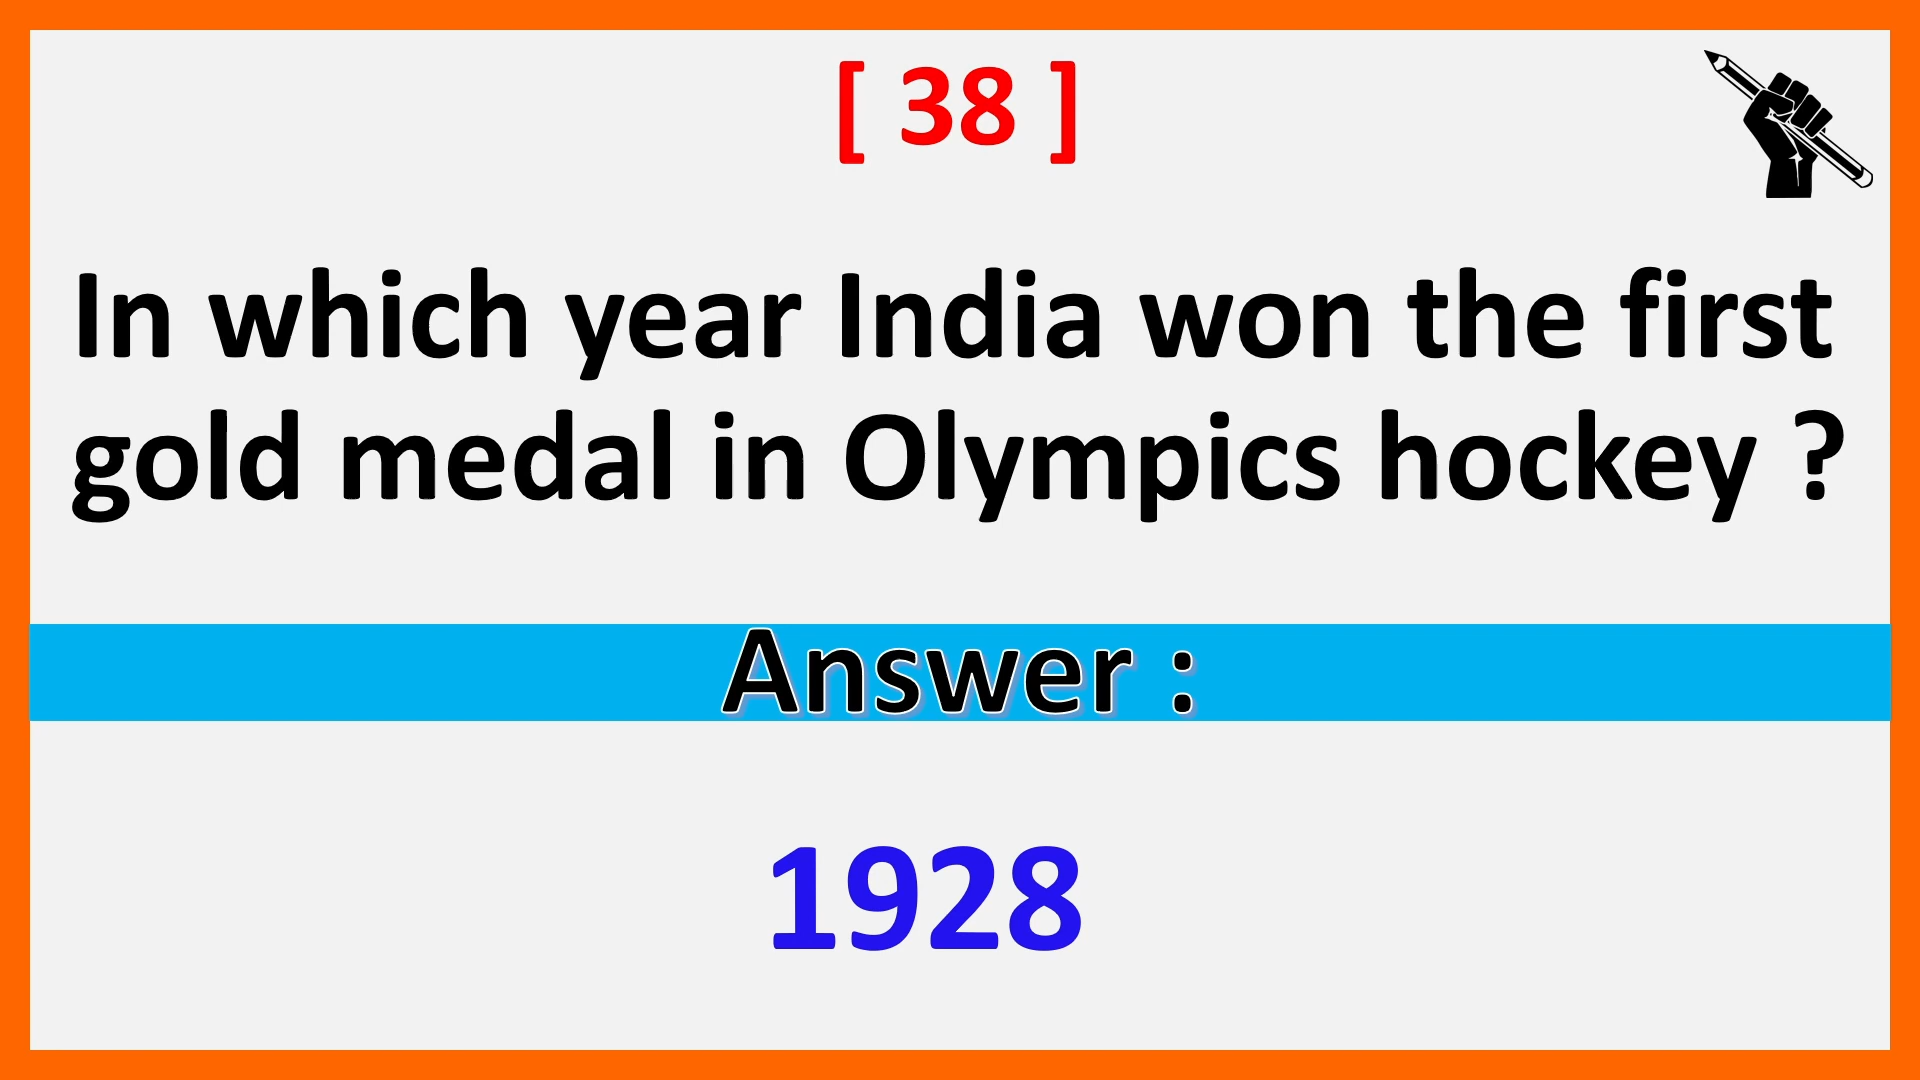 [ 38 ]
In which year India won the first
gold medal in Olympics hockey ?
Answer :
1928